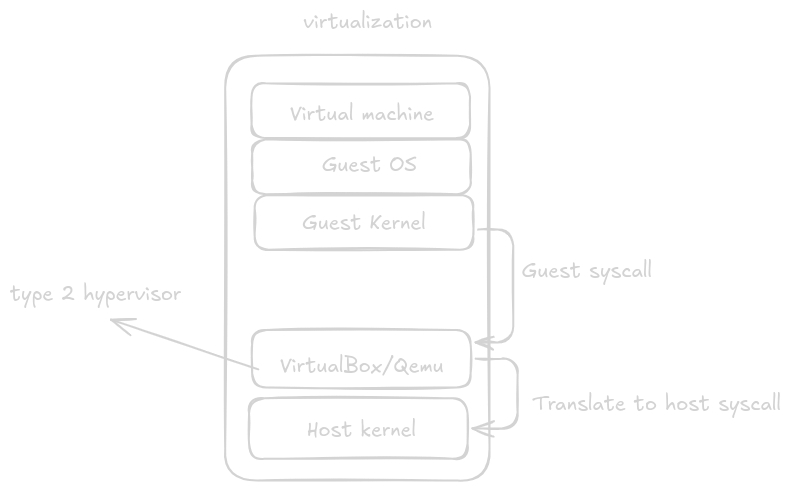 virtualization
Virtual machine
Guest OS
Guest Kernel
Guest syscall
type 2 hypervisor
VirtualBox/Qemu
Translate to host syscall
Host kernel